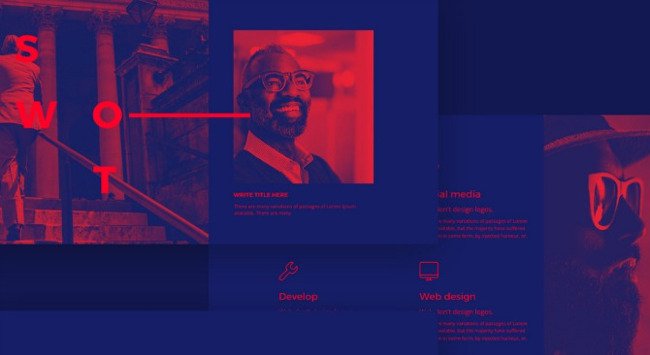 S
W O
T
WRITE TITLE HERE
There are many variations of passages of Lorem Ipsum
available. There are many
al media
n't design logos.
many variations of passages of Lorem
but the majority have suffered
in some form, by injected humour, or
Develop
Web design
n't design logos.
many variations of passages of Lorem
but the majority have suffered
in some form, by injected humour, or